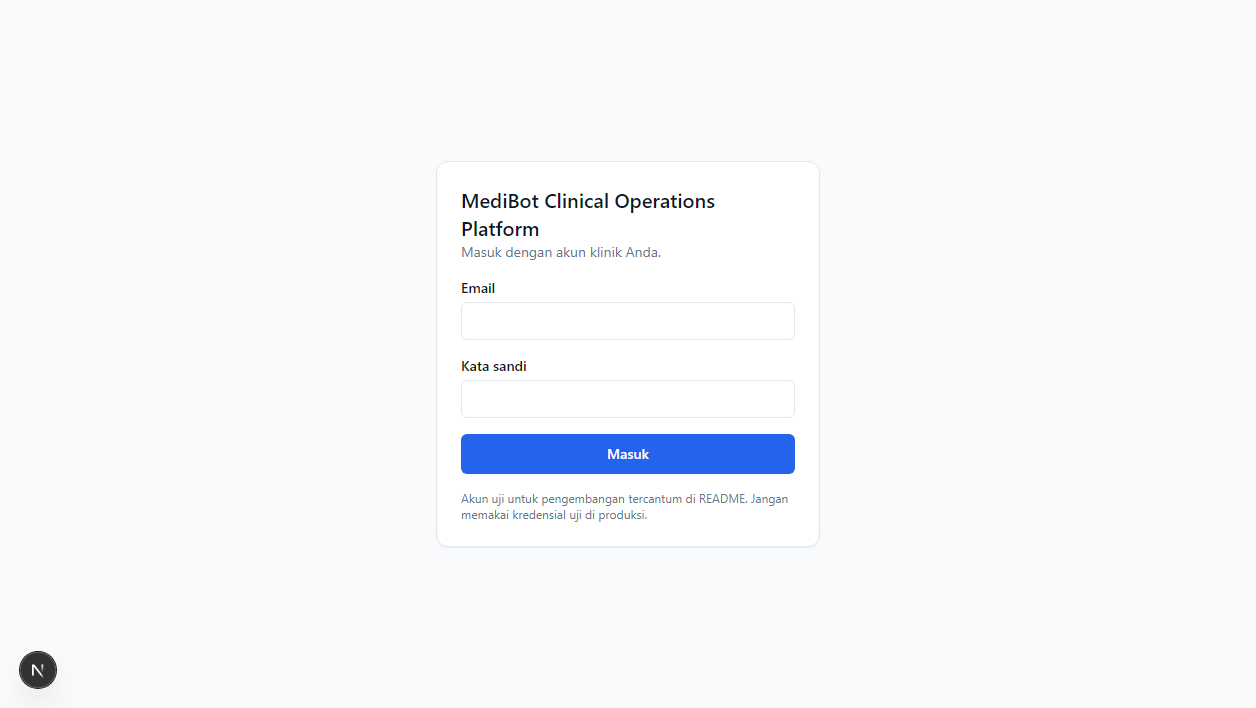 MediBot Clinical Operations
Platform
Masuk dengan akun klinik Anda.
Email
Kata sandi
Masuk
Akun uji untuk pengembangan tercantum di README. Jangan
memakai kredensial uji di produksi.
N